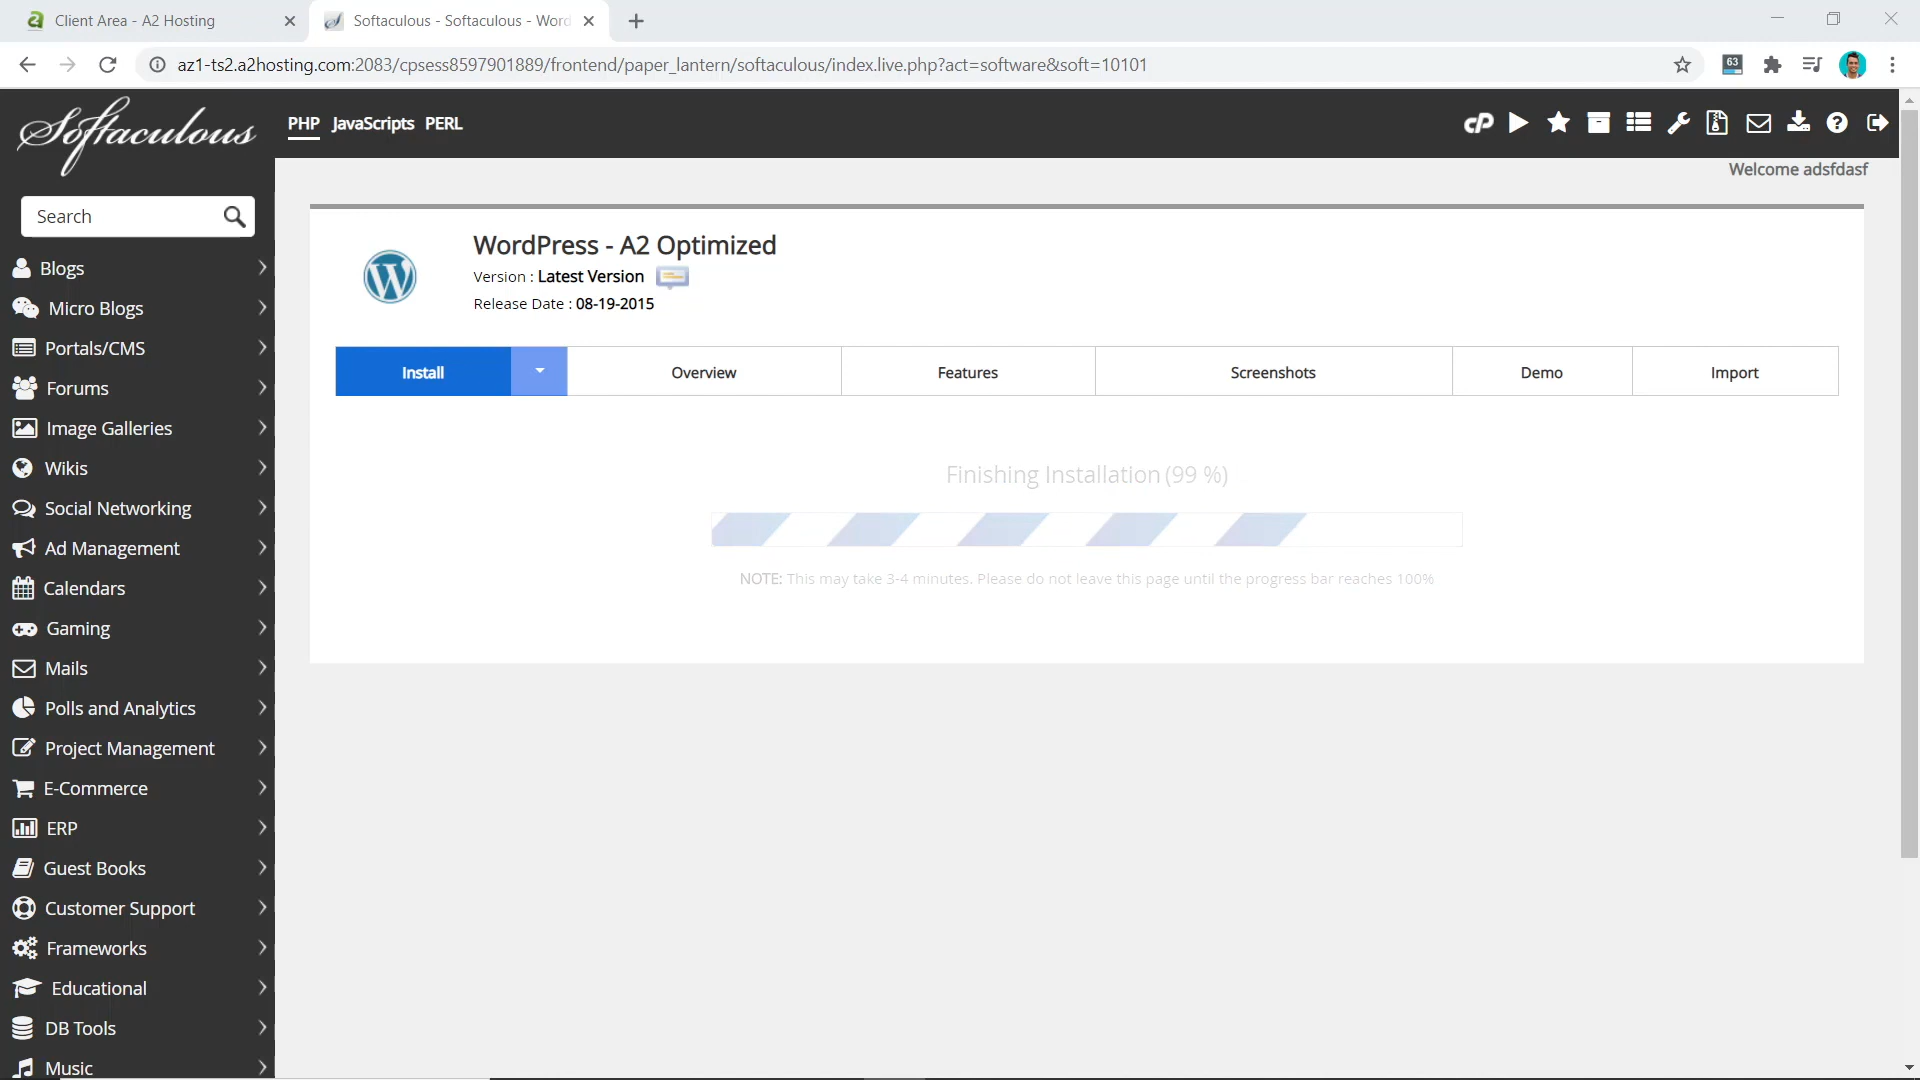 Client Area - A2 Hosting
Softaculous - Softaculous - Word
az1-ts2.a2hosting.com:2083/cpsess8597901889/frontend/paper_lantern/softaculous/index.live.php?act=software&soft=10101
63
Softaculous
PHP JavaScripts PERL
cP
Welcome adsfdasf
Search
Blogs
Micro Blogs
Portals/CMS
Forums
Image Galleries
Wikis
Social Networking
Ad Management
Calendars
Gaming
Mails
Polls and Analytics
Project Management
E-Commerce
ERP
Guest Books
Customer Support
Frameworks
Educational
DB Tools
Music
WordPress - A2 Optimized
Version : Latest Version
Release Date : 08-19-2015
Install Overview Features Screenshots Demo Import
Finishing Installation (99 %)
NOTE: This may take 3-4 minutes. Please do not leave this page until the progress bar reaches 100%